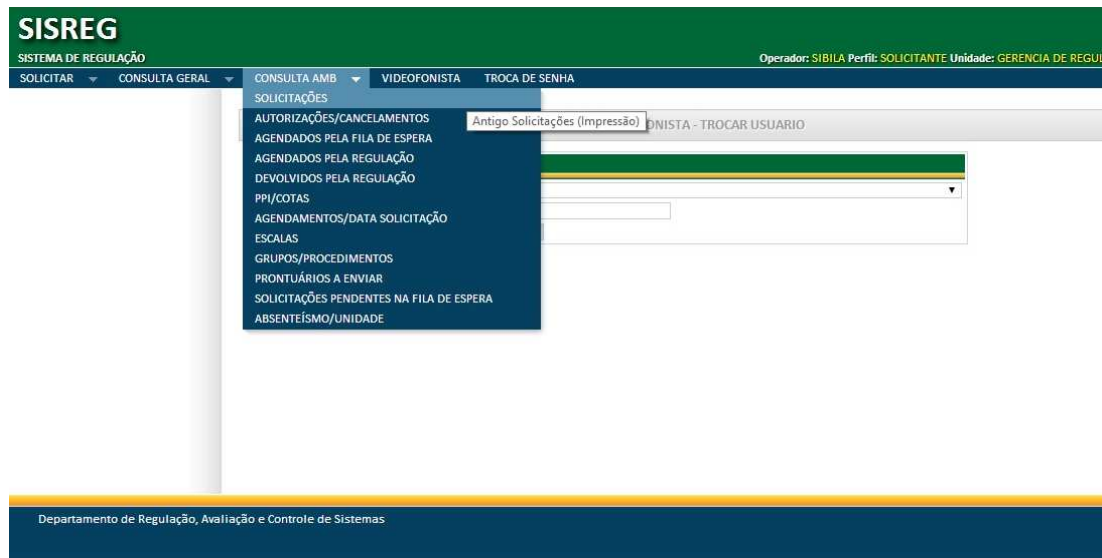 SISREG
SISTEMA DE REGULAÇÃO
Operador: SIBILA Perfil: SOLICITANTE Unidade: GERENCIA DE REGUL
SOLICITAR CONSULTA GERAL CONSULTA AMB VIDEOFONISTA TROCA DE SENHA
SOLICITAÇÕES
AUTORIZAÇÕES/CANCELAMENTOS
Antigo Solicitações (Impressão)
ONISTA - TROCAR USUARIO
AGENDADOS PELA FILA DE ESPERA
AGENDADOS PELA REGULAÇÃO
DEVOLVIDOS PELA REGULAÇÃO
PPI/COTAS
AGENDAMENTOS/DATA SOLICITAÇÃO
ESCALAS
GRUPOS/PROCEDIMENTOS
PRONTUÁRIOS A ENVIAR
SOLICITAÇÕES PENDENTES NA FILA DE ESPERA
ABSENTEÍSMO/UNIDADE
Departamento de Regulação, Avaliação e Controle de Sistemas